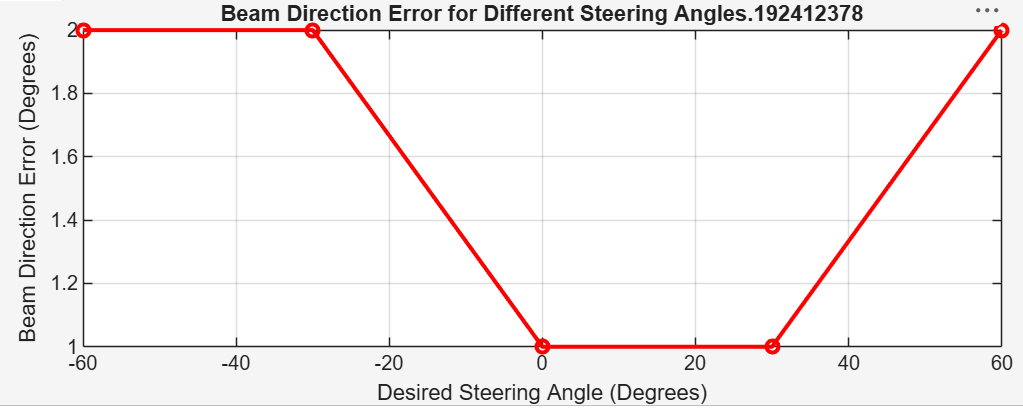 Beam Direction Error for Different Steering Angles.192412378
Beam Direction Error (Degrees)
2
1.8
1.6
1.4
1.2
1
-60 -40 -20 0 20 40 60
Desired Steering Angle (Degrees)